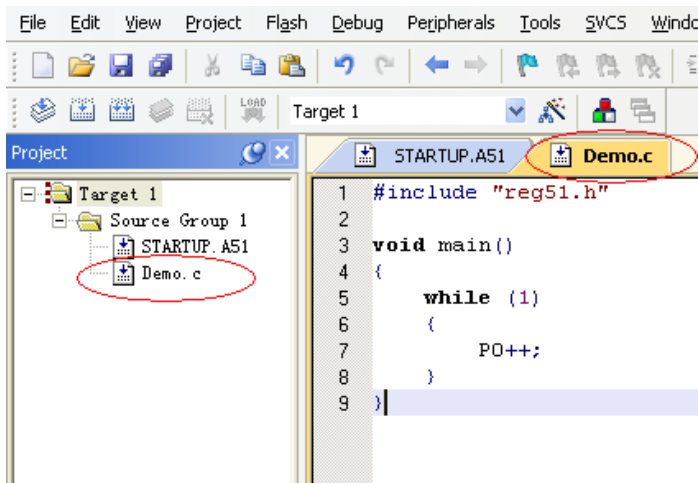 File Edit View Project Flash Debug Peripherals Tools SVCS Windo
LOAD Target 1
Project
STARTUP.A51 Demo.c
Target 1
Source Group 1
STARTUP.A51
Demo.c
1 #include "reg51.h"
2
3 void main()
4 {
5 while (1)
6 {
7 P0++;
8 }
9 }